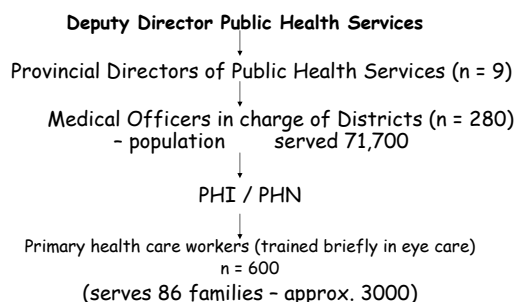 Deputy Director Public Health Services
Provincial Directors of Public Health Services (n = 9)
Medical Officers in charge of Districts (n = 280)
– population served 71,700
PHI / PHN
Primary health care workers (trained briefly in eye care)
n = 600
(serves 86 families – approx. 3000)